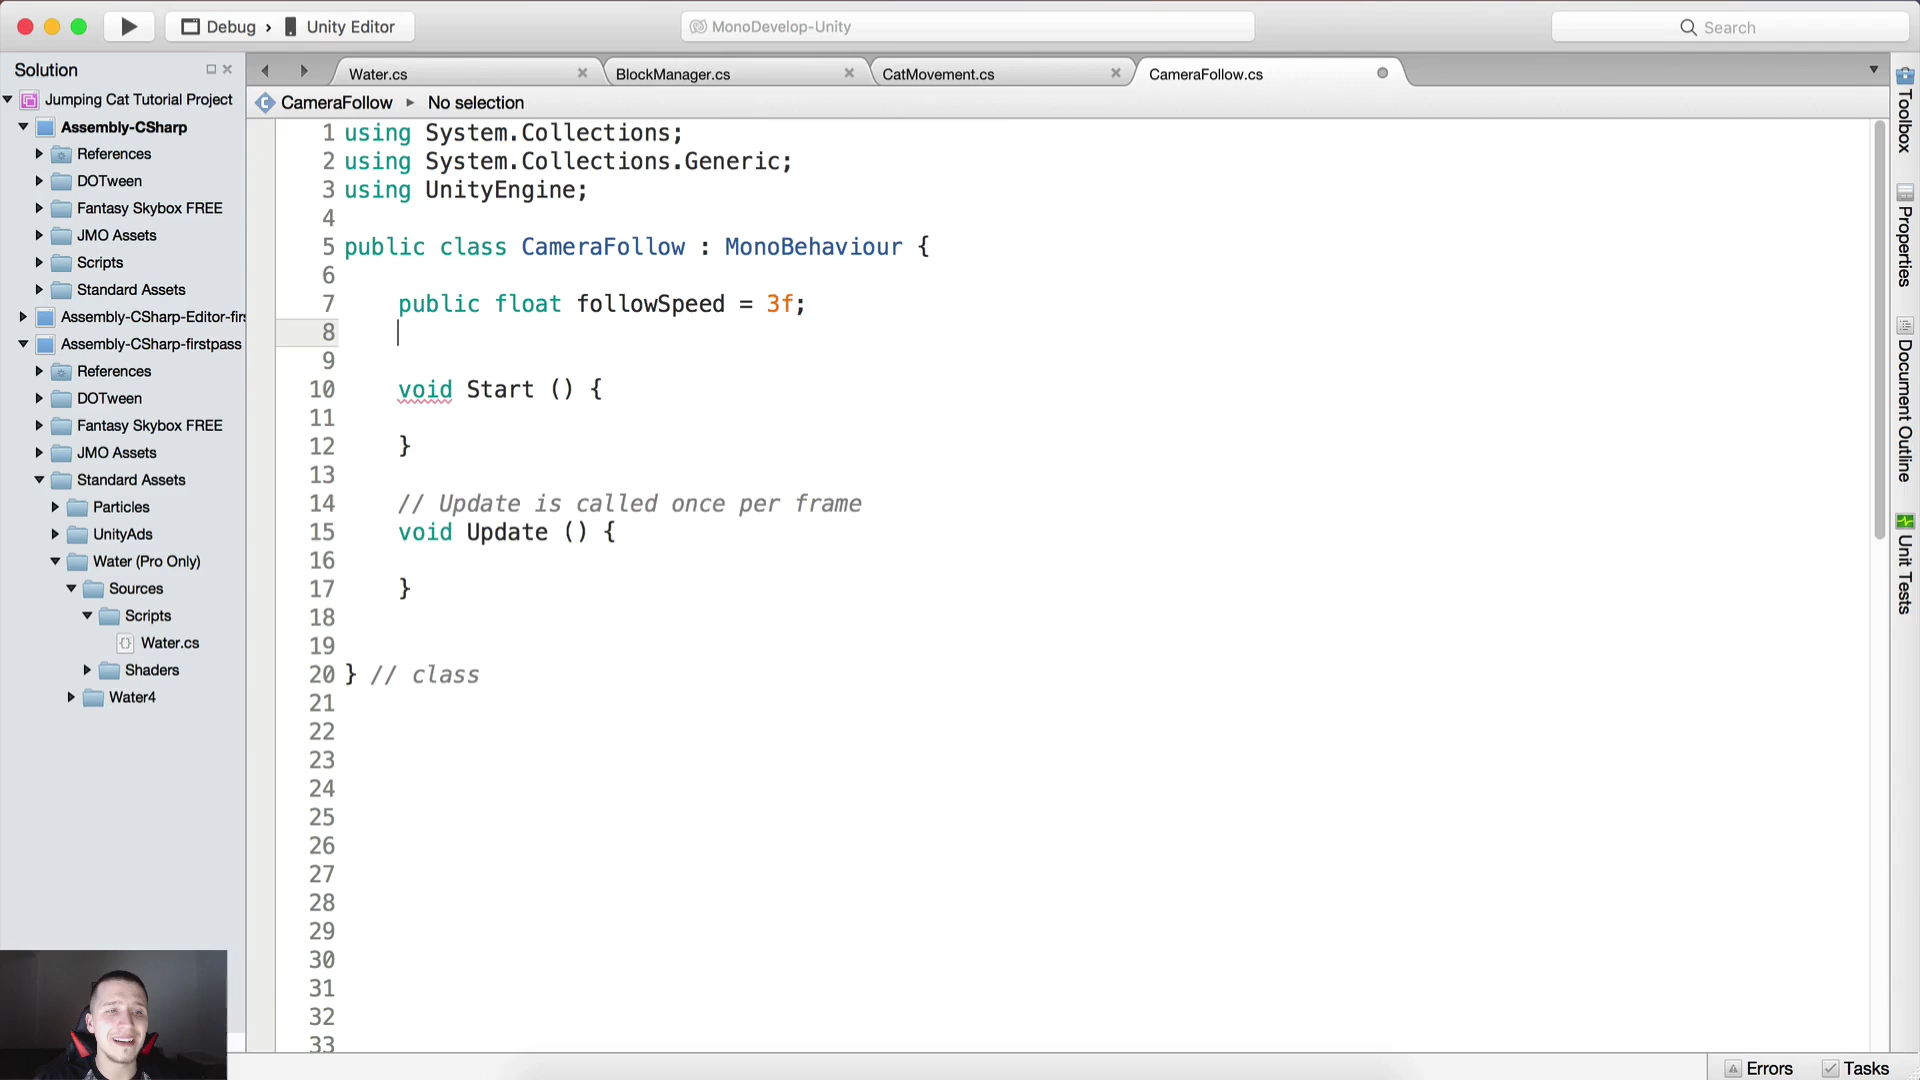 Debug › Unity Editor
MonoDevelop-Unity
Search
Solution
Jumping Cat Tutorial Project
Assembly-CSharp
References
DOTween
Fantasy Skybox FREE
JMO Assets
Scripts
Standard Assets
Assembly-CSharp-Editor-firs
Assembly-CSharp-firstpass
References
DOTween
Fantasy Skybox FREE
JMO Assets
Standard Assets
Particles
UnityAds
Water (Pro Only)
Sources
Scripts
Water.cs
Shaders
Water4
Water.cs
BlockManager.cs
CatMovement.cs
CameraFollow.cs
CameraFollow ▸ No selection
1 using System.Collections;
2 using System.Collections.Generic;
3 using UnityEngine;
4
5 public class CameraFollow : MonoBehaviour {
6
7 public float followSpeed = 3f;
8
9
10 void Start () {
11
12 }
13
14 // Update is called once per frame
15 void Update () {
16
17 }
18
19
20 } // class
21
22
23
24
25
26
27
28
29
30
31
32
33
Toolbox
Properties
Document Outline
Unit Tests
Errors
Tasks